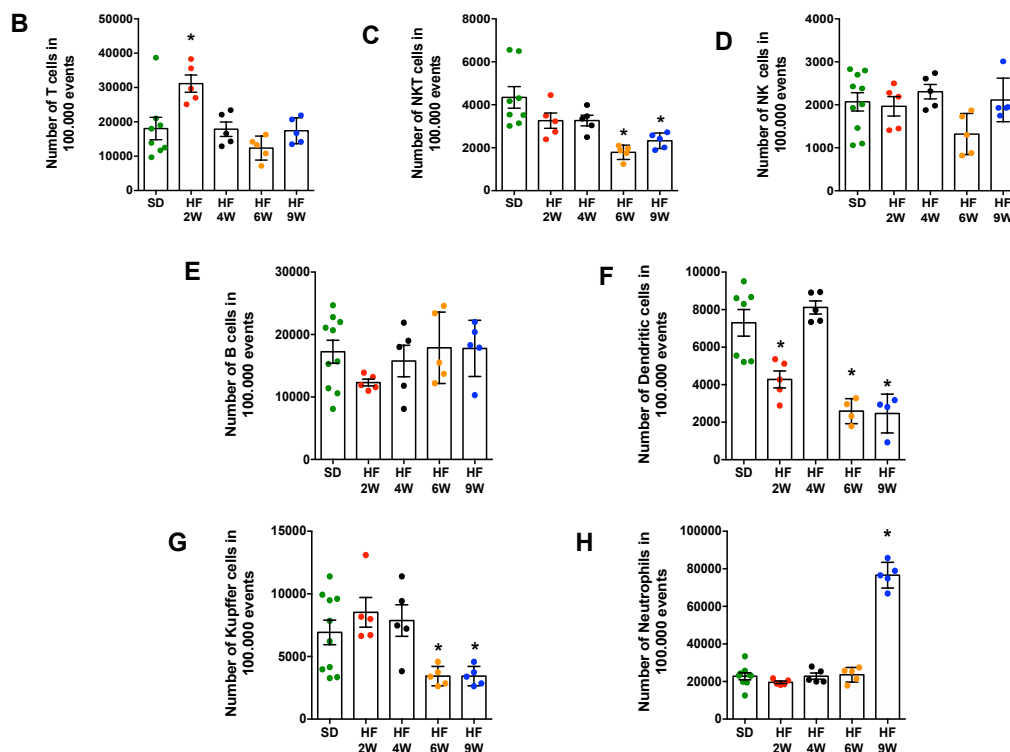 B
Number of T cells in
100.000 events
50000
40000
30000
20000
10000
0
*
SD
HF
2W
HF
4W
HF
6W
HF
9W
C
Number of NKT cells in
100.000 events
8000
6000
4000
2000
0
*
*
SD
HF
2W
HF
4W
HF
6W
HF
9W
D
Number of NK cells in
100.000 events
4000
3000
2000
1000
0
SD
HF
2W
HF
4W
HF
6W
HF
9W
E
Number of B cells in
100.000 events
30000
20000
10000
0
SD
HF
2W
HF
4W
HF
6W
HF
9W
F
Number of Dendritic cells in
100.000 events
10000
8000
6000
4000
2000
0
*
*
*
SD
HF
2W
HF
4W
HF
6W
HF
9W
G
Number of Kupffer cells in
100.000 events
15000
10000
5000
0
*
*
SD
HF
2W
HF
4W
HF
6W
HF
9W
H
Number of Neutrophils in
100.000 events
100000
80000
60000
40000
20000
0
*
SD
HF
2W
HF
4W
HF
6W
HF
9W